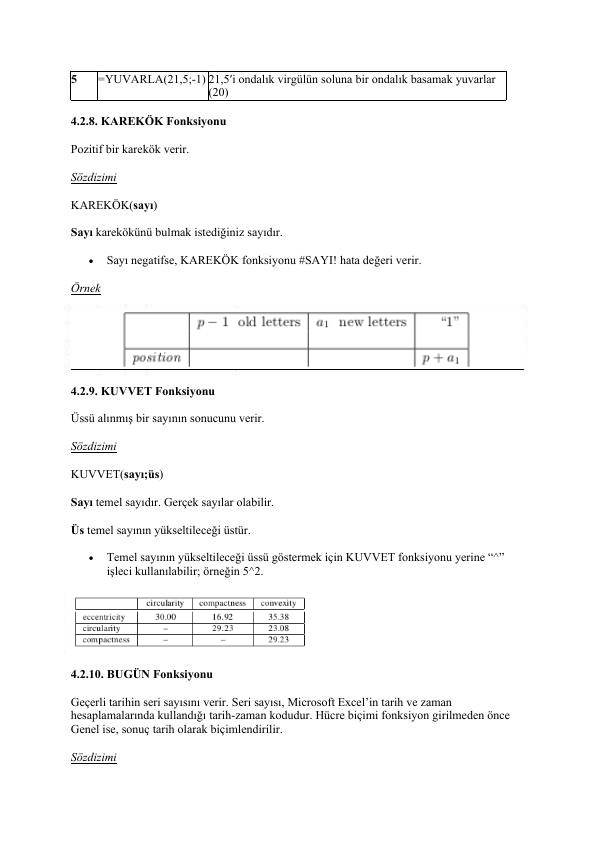 5 =YUVARLA(21,5;-1) 21,5'i ondalık virgülün soluna bir ondalık basamak yuvarlar
(20)
4.2.8. KAREKÖK Fonksiyonu
Pozitif bir karekök verir.
Sözdizimi
KAREKÖK(sayı)
Sayı karekökünü bulmak istediğiniz sayıdır.
• Sayı negatifse, KAREKÖK fonksiyonu #SAYI! hata değeri verir.
Örnek
p − 1 old letters a₁ new letters “1”
position p + a₁
4.2.9. KUVVET Fonksiyonu
Üssü alınmış bir sayının sonucunu verir.
Sözdizimi
KUVVET(sayı;üs)
Sayı temel sayıdır. Gerçek sayılar olabilir.
Üs temel sayının yükseltileceği üstür.
• Temel sayının yükseltileceği üssü göstermek için KUVVET fonksiyonu yerine “^”
işleci kullanılabilir; örneğin 5^2.
circularity compactness convexity
eccentricity 30.00 16.92 35.38
circularity – 29.23 23.08
compactness – – 29.23
4.2.10. BUGÜN Fonksiyonu
Geçerli tarihin seri sayısını verir. Seri sayısı, Microsoft Excel’in tarih ve zaman
hesaplamalarında kullandığı tarih-zaman kodudur. Hücre biçimi fonksiyon girilmeden önce
Genel ise, sonuç tarih olarak biçimlendirilir.
Sözdizimi